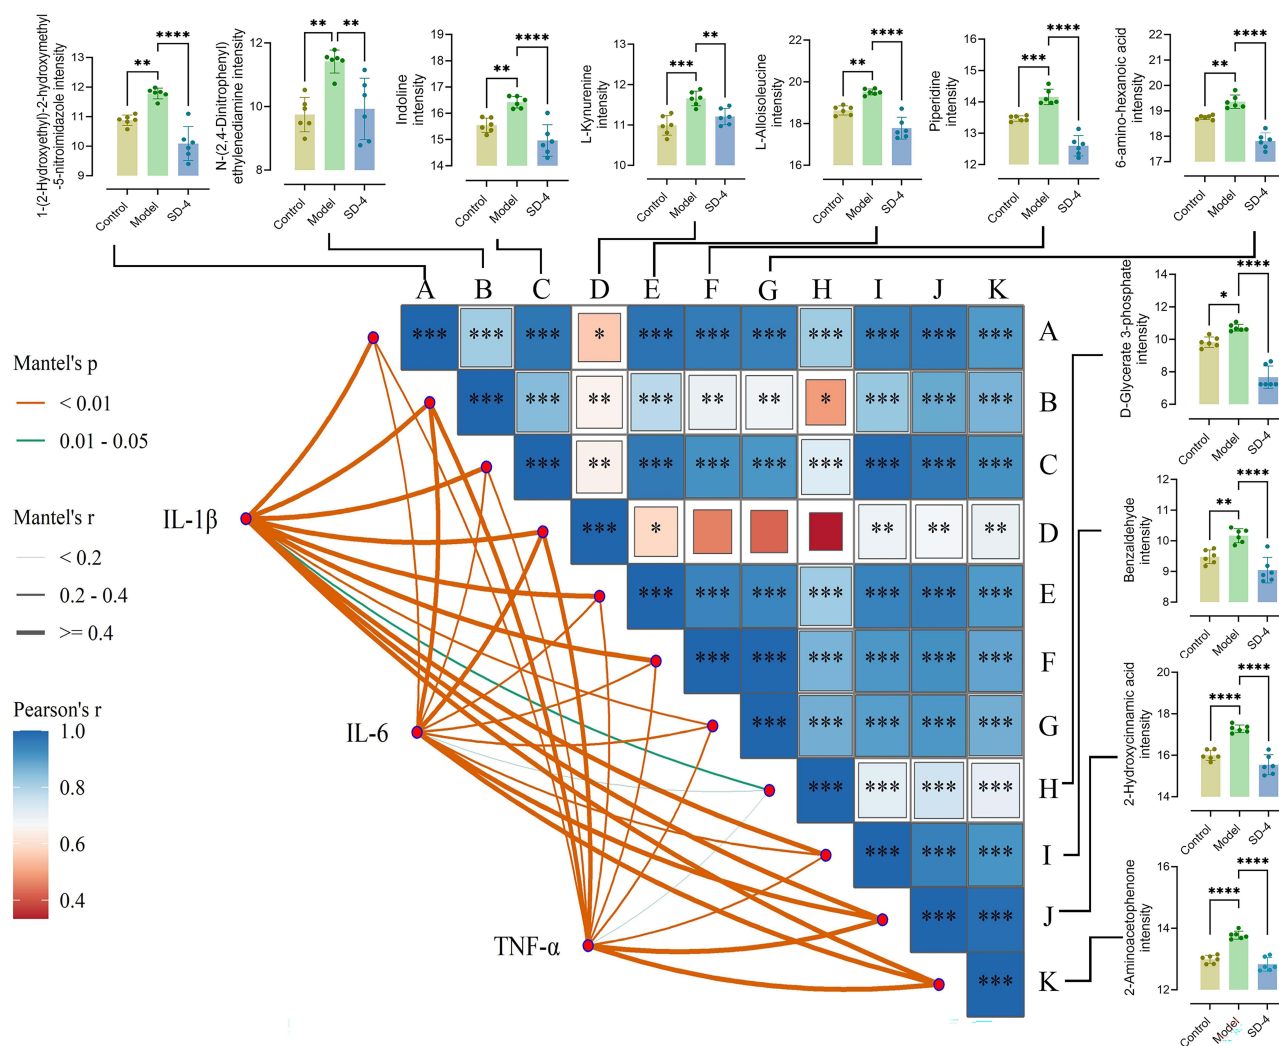 1-(2-Hydroxyethyl)-2-hydroxymethyl
-5-nitroimidazole intensity
13
12
11
10
9
**
****
Control
Model
SD-4
N-(2,4-Dinitrophenyl)
ethylenediamine intensity
12
10
8
**
**
Control
Model
SD-4
Indoline
intensity
16
15
14
**
****
Control
Model
SD-4
L-Kynurenine
intensity
13
12
11
10
***
**
Control
Model
SD-4
L-Alloisoleucine
intensity
22
20
18
16
**
****
Control
Model
SD-4
Piperidine
intensity
16
15
14
13
12
***
****
Control
Model
SD-4
6-amino-hexanoic acid
intensity
22
21
20
19
18
17
**
****
Control
Model
SD-4
A B C D E F G H I J K
*** *** *** * *** *** *** *** *** *** *** A
*** *** ** *** ** ** * *** *** *** B
*** ** *** *** *** *** *** *** *** C
*** * ** ** ** D
*** *** *** *** *** *** *** E
*** *** *** *** *** *** F
*** *** *** *** *** G
*** *** *** *** H
*** *** *** I
*** *** J
*** K
Mantel's p
< 0.01
0.01 - 0.05
Mantel's r
< 0.2
0.2 - 0.4
>= 0.4
Pearson's r
1.0
0.8
0.6
0.4
IL-1β
IL-6
TNF-α
D-Glycerate 3-phosphate
intensity
14
12
10
8
6
*
****
Control
Model
SD-4
Benzaldehyde
intensity
12
11
10
9
8
**
****
Control
Model
SD-4
2-Hydroxycinnamic acid
intensity
20
18
16
14
****
****
Control
Model
SD-4
2-Aminoacetophenone
intensity
16
14
12
****
****
Control
Model
SD-4